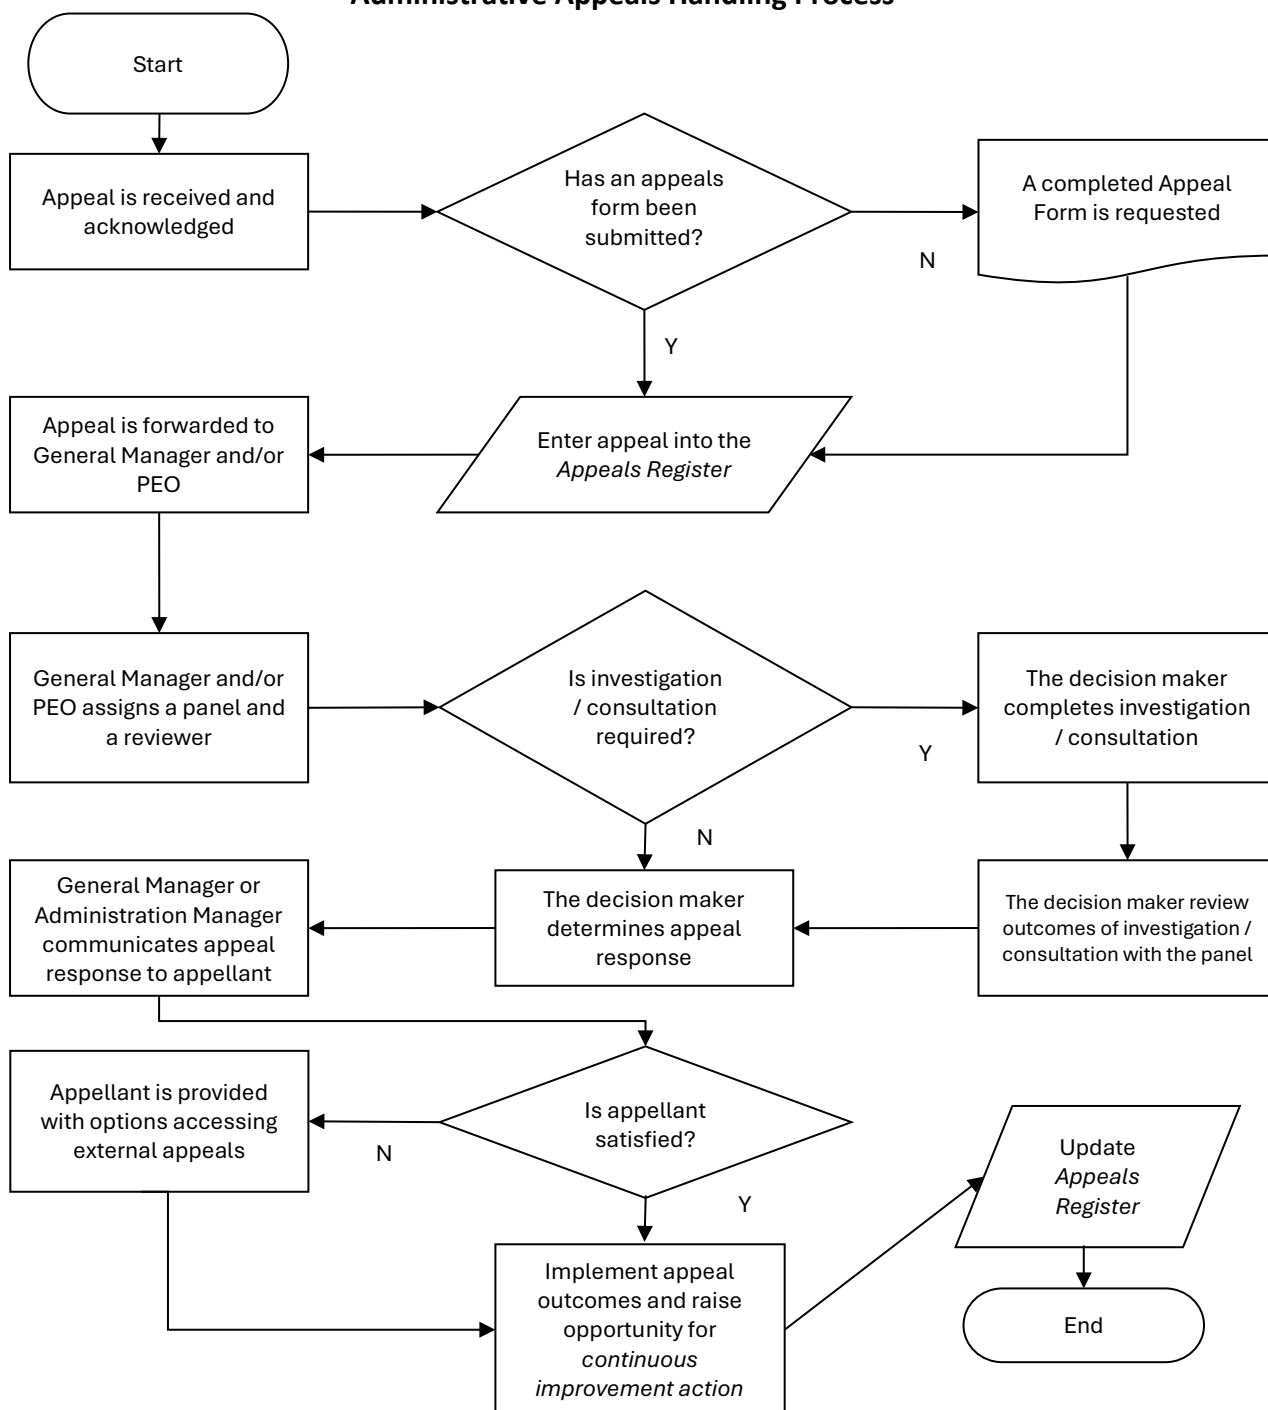 Administrative Appeals Handling Process
Start
Appeal is received and
acknowledged
Has an appeals
form been
submitted?
A completed Appeal
Form is requested
N
Y
Appeal is forwarded to
General Manager and/or
PEO
Enter appeal into the
Appeals Register
General Manager and/or
PEO assigns a panel and
a reviewer
Is investigation
/ consultation
required?
The decision maker
completes investigation
/ consultation
Y
N
General Manager or
Administration Manager
communicates appeal
response to appellant
The decision maker
determines appeal
response
The decision maker review
outcomes of investigation /
consultation with the panel
Appellant is provided
with options accessing
external appeals
Is appellant
satisfied?
N
Y
Update
Appeals
Register
Implement appeal
outcomes and raise
opportunity for
continuous
improvement action
End